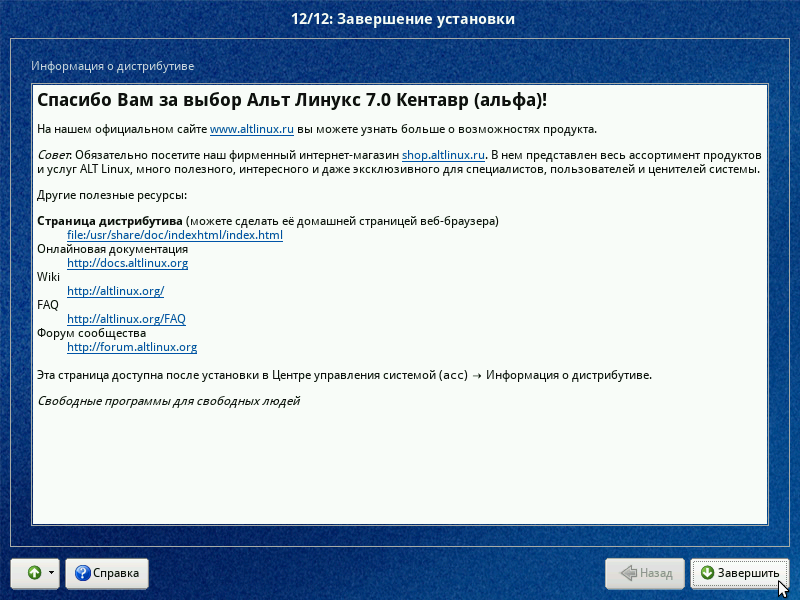 12/12: Завершение установки
Информация о дистрибутиве
Спасибо Вам за выбор Альт Линукс 7.0 Кентавр (альфа)!
На нашем официальном сайте www.altlinux.ru вы можете узнать больше о возможностях продукта.
Совет: Обязательно посетите наш фирменный интернет-магазин shop.altlinux.ru. В нем представлен весь ассортимент продуктов
и услуг ALT Linux, много полезного, интересного и даже эксклюзивного для специалистов, пользователей и ценителей системы.
Другие полезные ресурсы:
Страница дистрибутива (можете сделать её домашней страницей веб-браузера)
file:/usr/share/doc/indexhtml/index.html
Онлайновая документация
http://docs.altlinux.org
Wiki
http://altlinux.org/
FAQ
http://altlinux.org/FAQ
Форум сообщества
http://forum.altlinux.org
Эта страница доступна после установки в Центре управления системой (acc) → Информация о дистрибутиве.
Свободные программы для свободных людей
Справка
Назад
Завершить